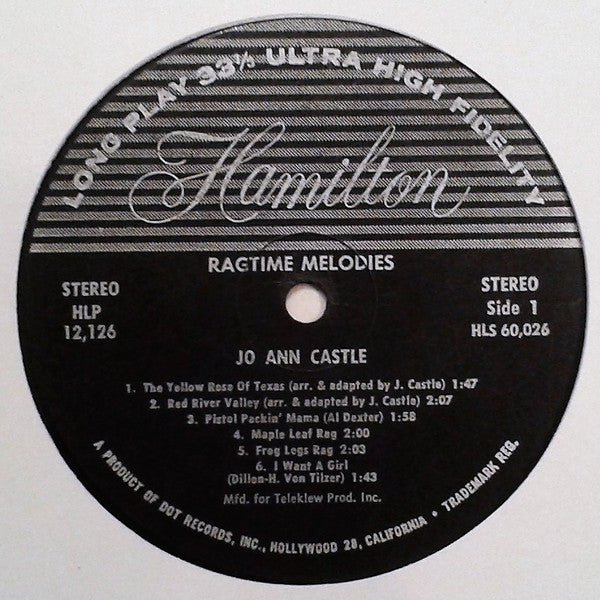 LONG PLAY 33⅓ ULTRA HIGH FIDELITY
Hamilton
RAGTIME MELODIES
STEREO
HLP
12,126
STEREO
Side 1
HLS 60,026
JO ANN CASTLE
1. The Yellow Rose Of Texas (arr. & adapted by J. Castle) 1:47
2. Red River Valley (arr. & adapted by J. Castle) 2:07
3. Pistol Packin' Mama (Al Dexter) 1:58
4. Maple Leaf Rag 2:00
5. Frog Legs Rag 2:03
6. I Want A Girl
(Dillon-H. Von Tilzer) 1:43
Mfd. for Teleklew Prod. Inc.
A PRODUCT OF DOT RECORDS, INC., HOLLYWOOD 28, CALIFORNIA • TRADEMARK REG.